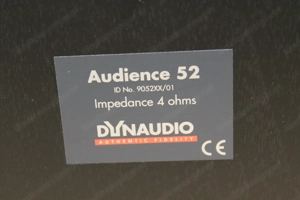 Audience 52
ID No. 9052XX/01
Impedance 4 ohms
DYNAUDIO
AUTHENTIC FIDELITY
CE